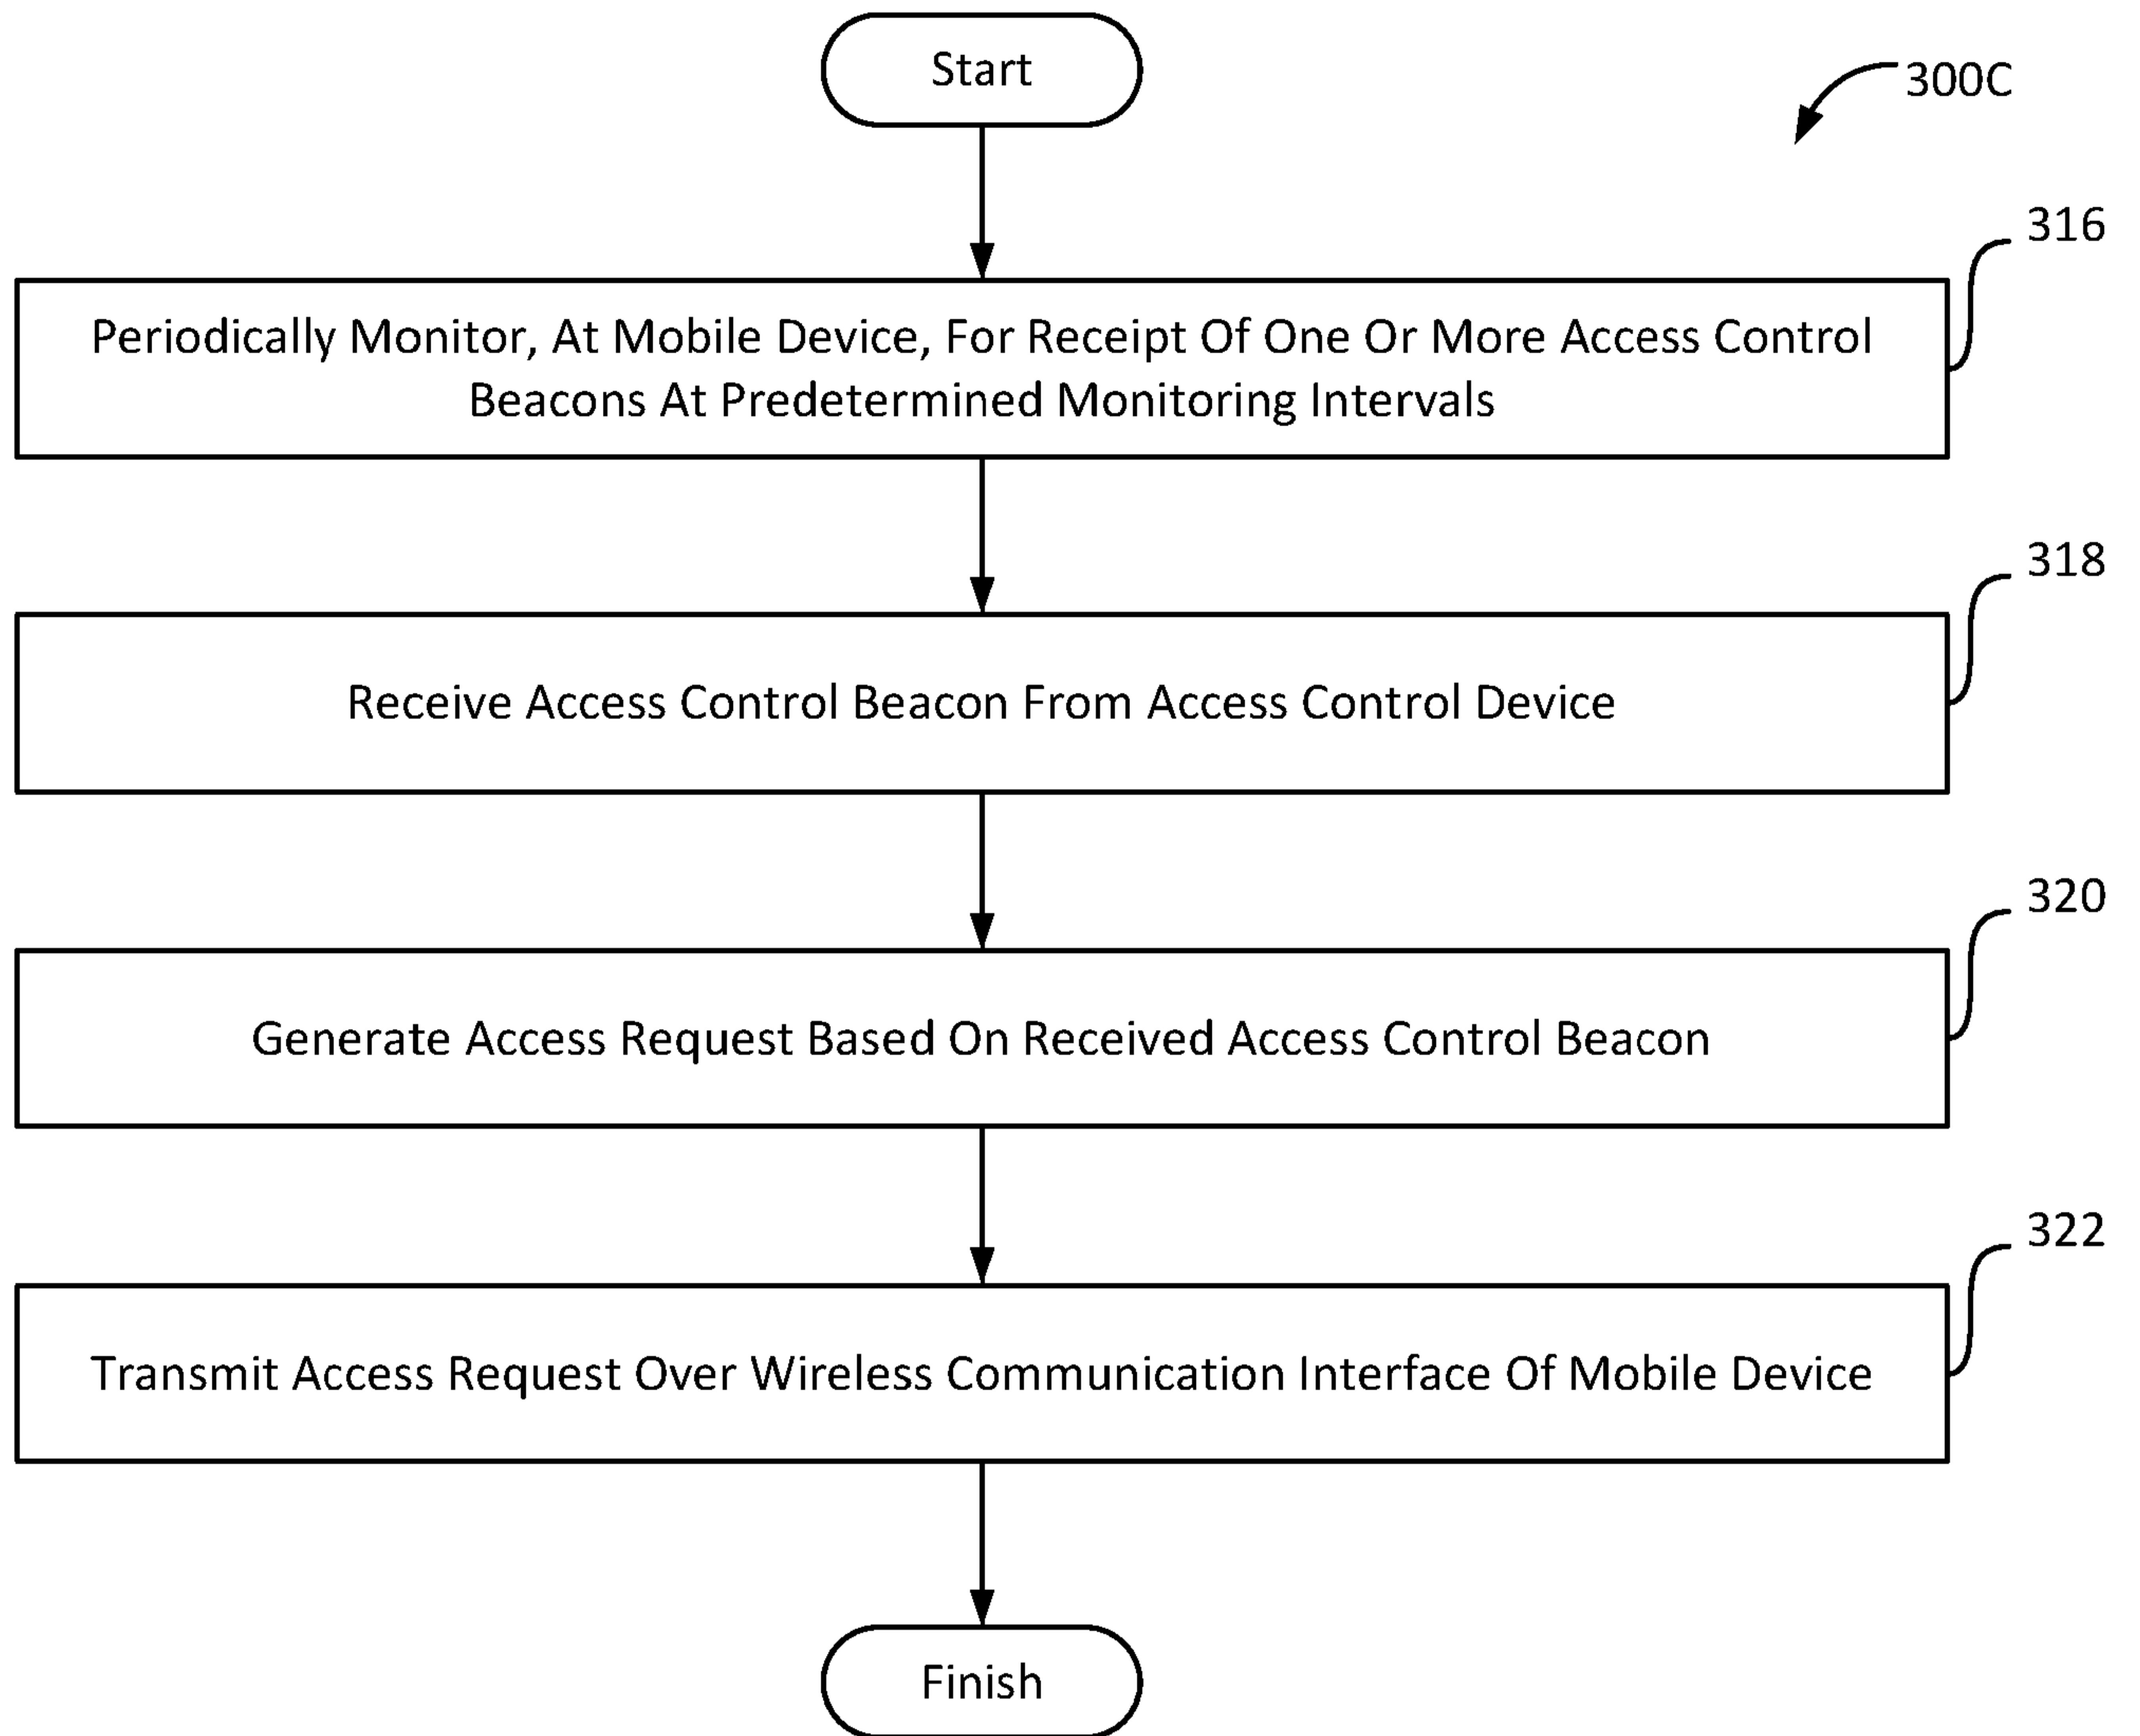 Start
300C
316
Periodically Monitor, At Mobile Device, For Receipt Of One Or More Access Control
Beacons At Predetermined Monitoring Intervals
318
Receive Access Control Beacon From Access Control Device
320
Generate Access Request Based On Received Access Control Beacon
322
Transmit Access Request Over Wireless Communication Interface Of Mobile Device
Finish